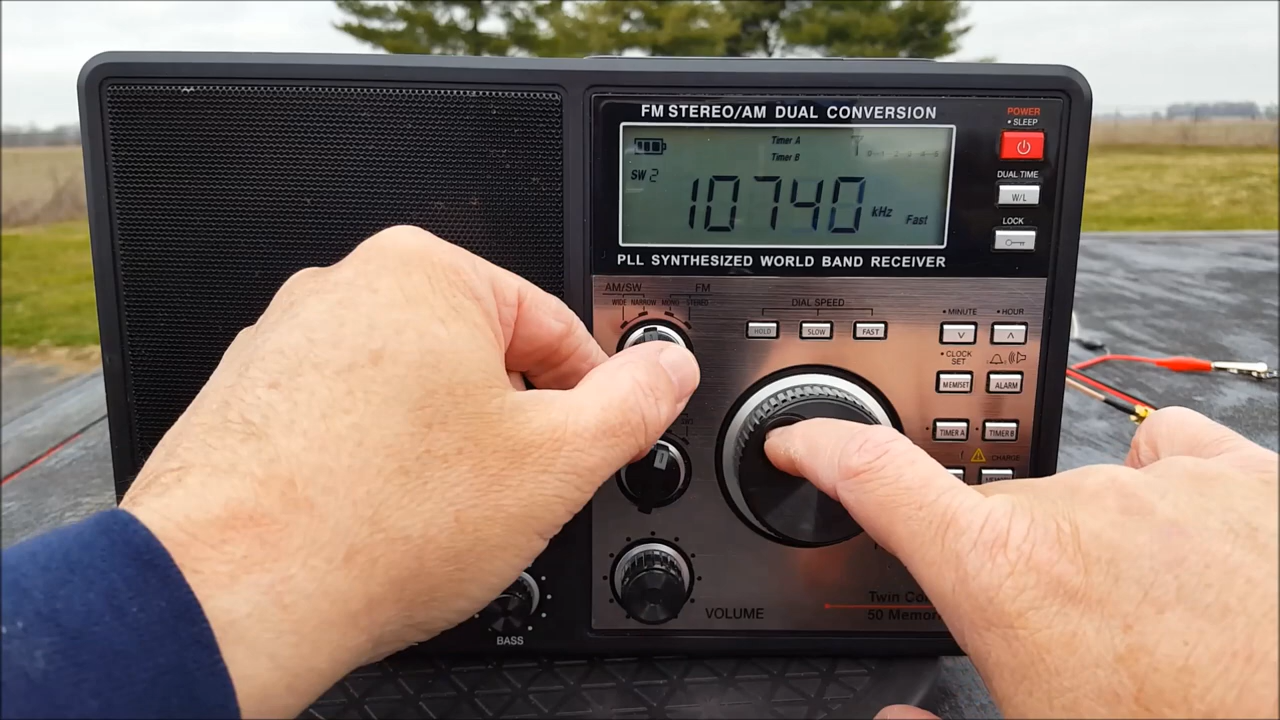 FM STEREO/AM DUAL CONVERSION
POWER
• SLEEP
Timer A
Timer B
SW 2
10740 kHz
Fast
DUAL TIME
W/L
LOCK
PLL SYNTHESIZED WORLD BAND RECEIVER
AM/SW FM
WIDE NARROW MONO STEREO
DIAL SPEED
HOLD SLOW FAST
• MINUTE • HOUR
• CLOCK SET
MEM/SET ALARM
TIMER A TIMER B
CHARGE
VOLUME
50 Memor
BASS